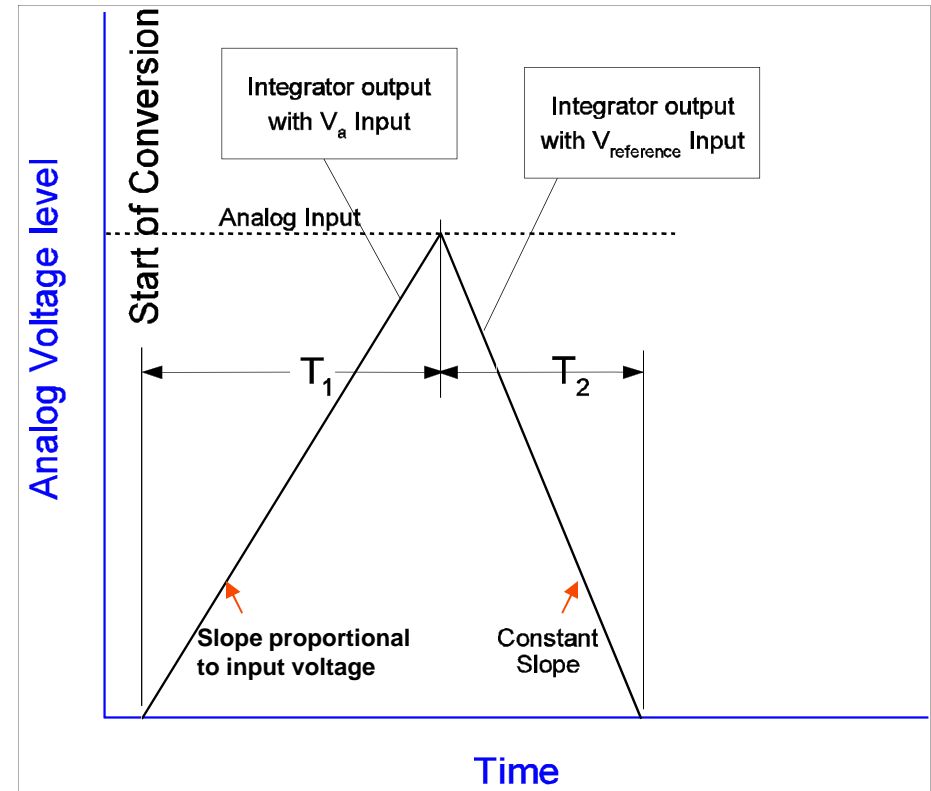 Start of Conversion
Integrator output
with Va Input
Integrator output
with Vreference Input
Analog Input
Analog Voltage level
T1
T2
Slope proportional
to input voltage
Constant
Slope
Time